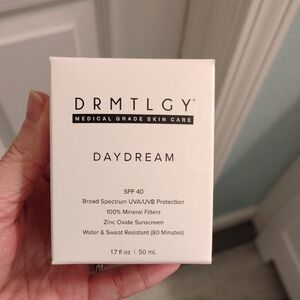 DRMTLGY
MEDICAL GRADE SKIN CARE
DAYDREAM
SPF 40
Broad Spectrum UVA/UVB Protection
100% Mineral Filters
Zinc Oxide Sunscreen
Water & Sweat Resistant (80 Minutes)
1.7 fl oz | 50 mL